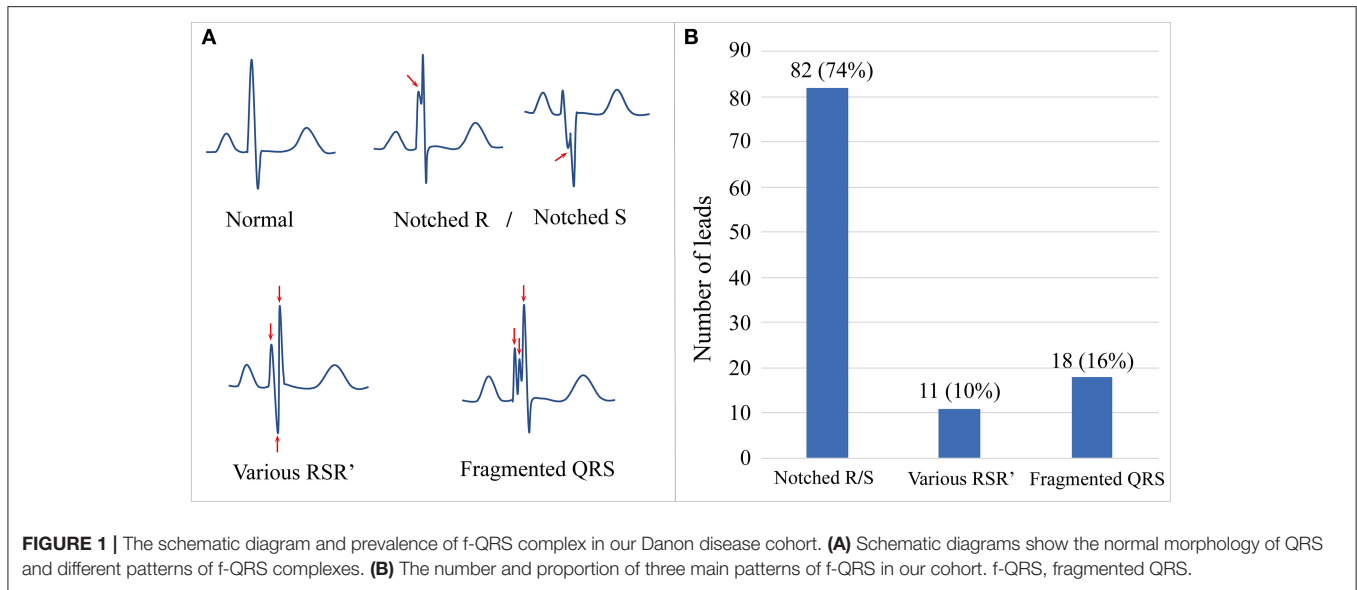 A
Normal
Notched R / Notched S
Various RSR’
Fragmented QRS
B
Number of leads
90
80
70
60
50
40
30
20
10
0
82 (74%)
11 (10%)
18 (16%)
Notched R/S Various RSR’ Fragmented QRS
FIGURE 1 | The schematic diagram and prevalence of f-QRS complex in our Danon disease cohort. (A) Schematic diagrams show the normal morphology of QRS
and different patterns of f-QRS complexes. (B) The number and proportion of three main patterns of f-QRS in our cohort. f-QRS, fragmented QRS.